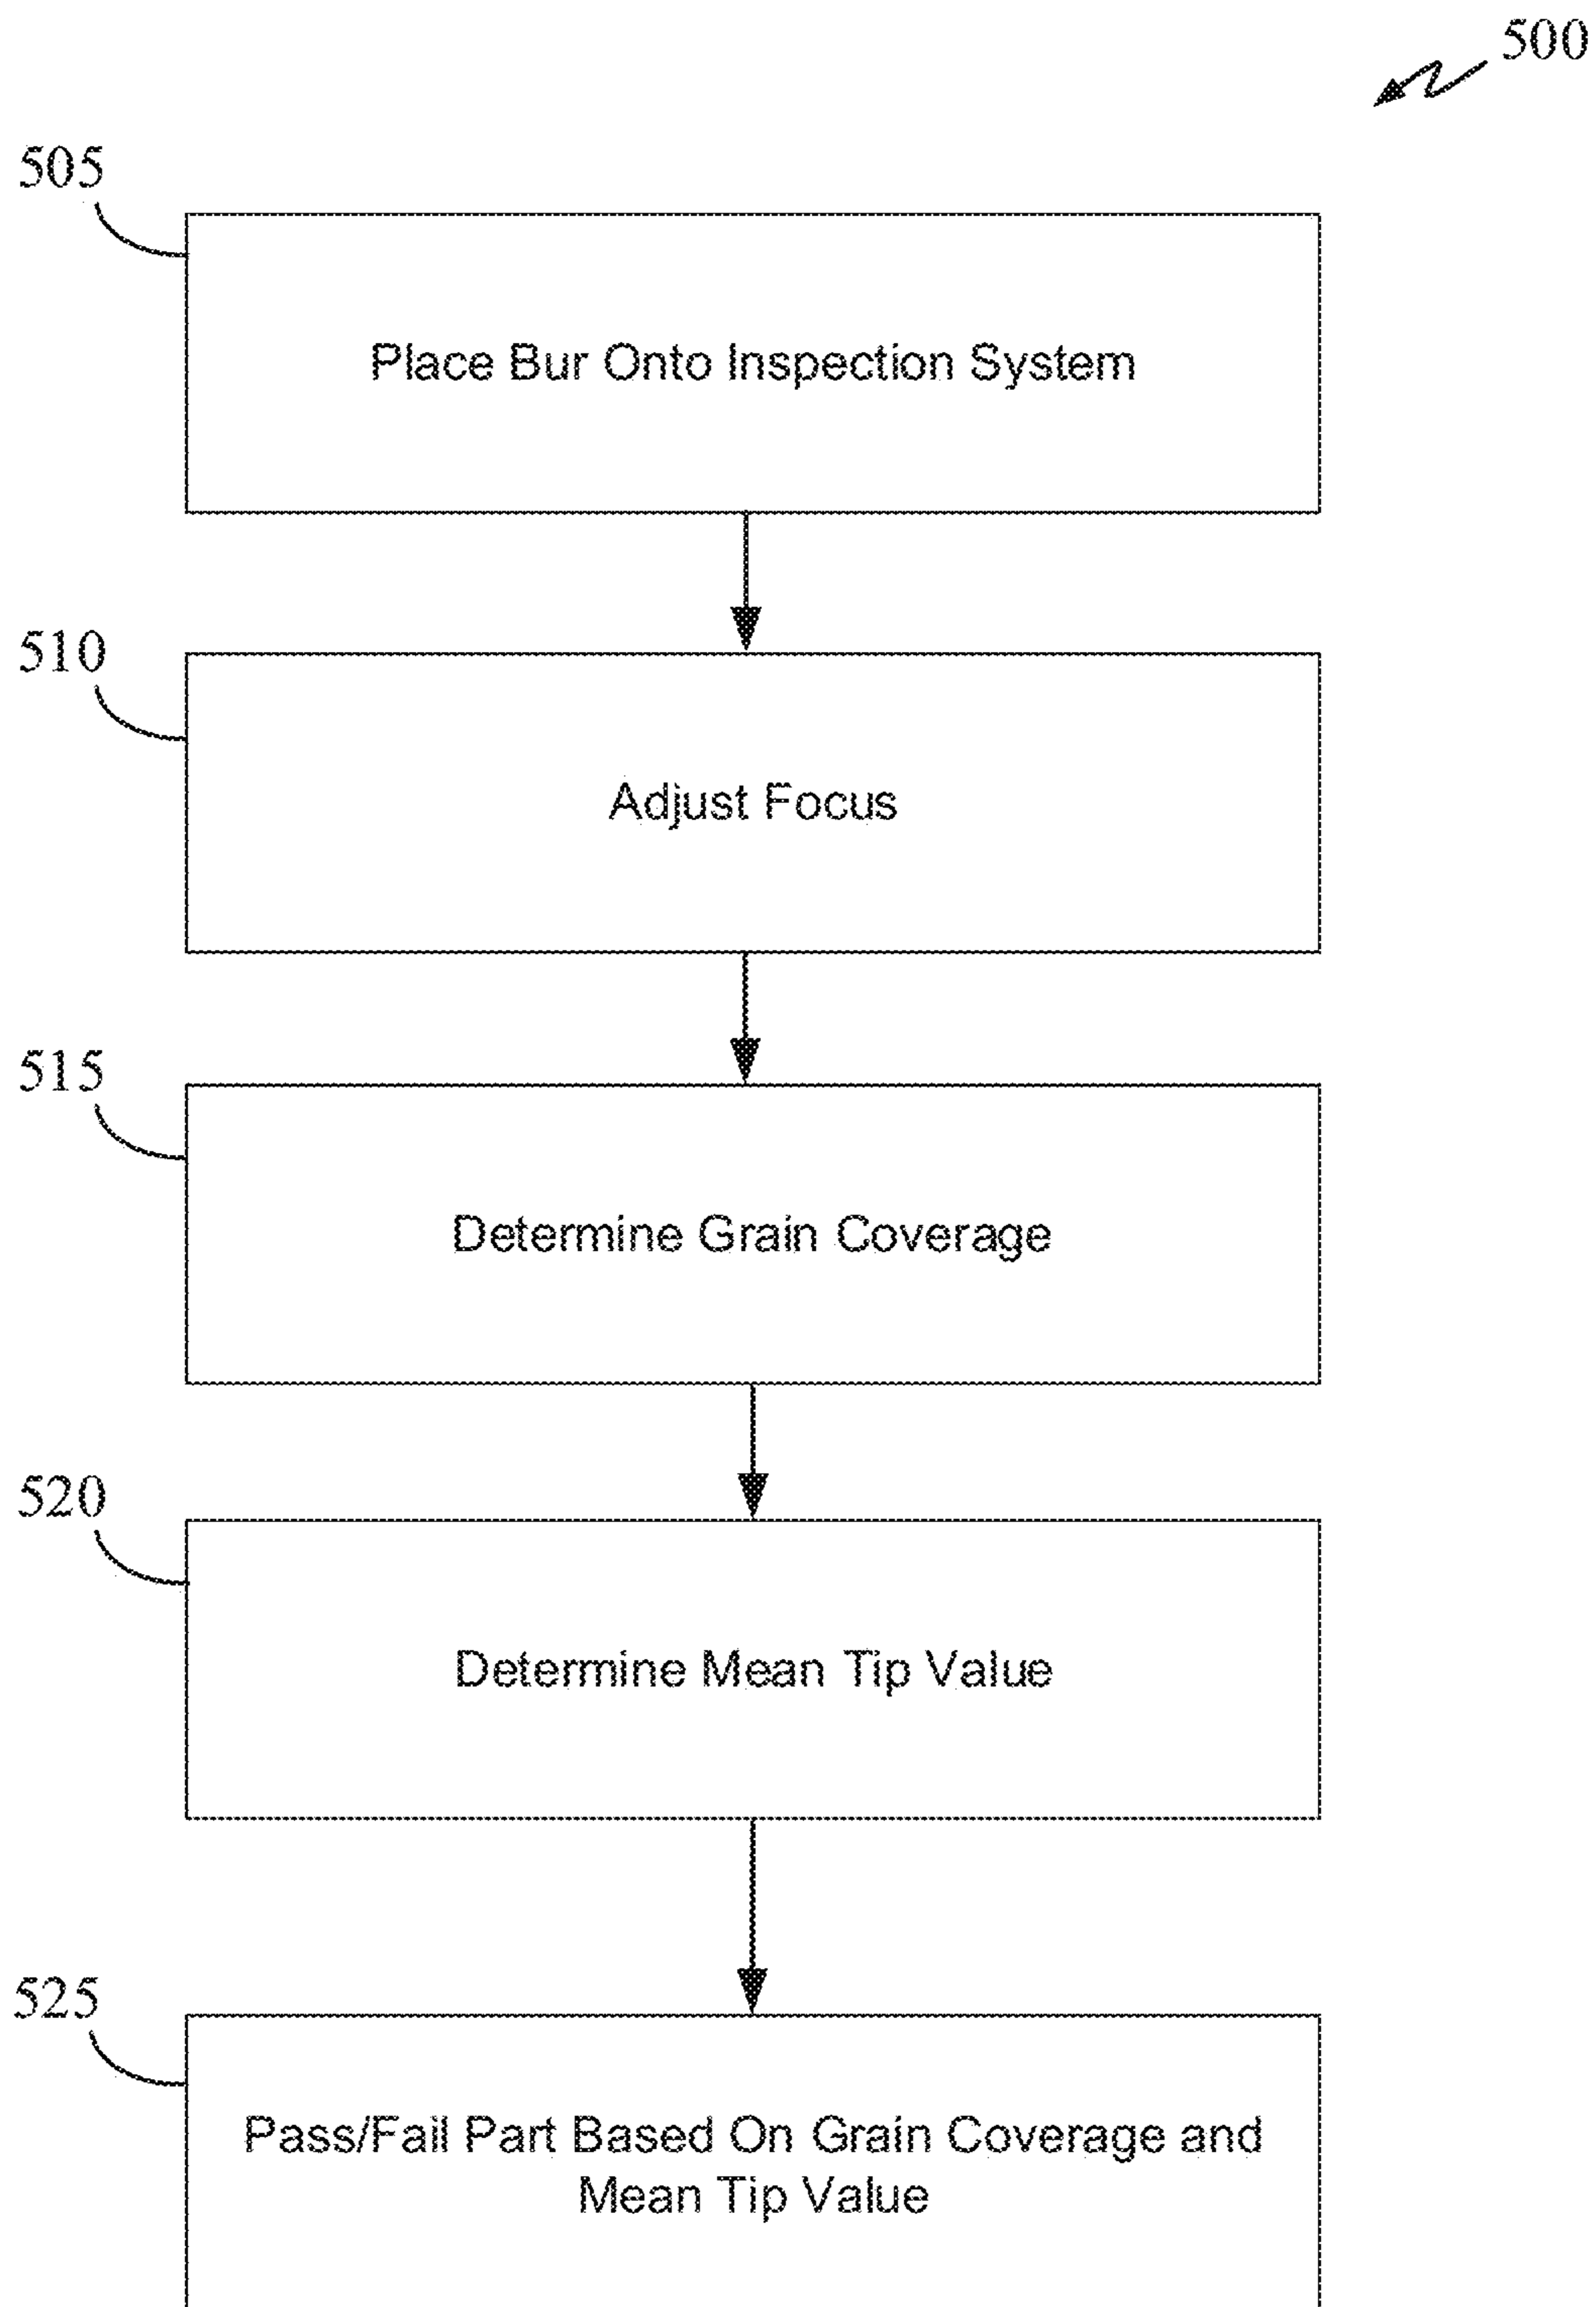 500
505
Place Bur Onto Inspection System
510
Adjust Focus
515
Determine Grain Coverage
520
Determine Mean Tip Value
525
Pass/Fail Part Based On Grain Coverage and
Mean Tip Value